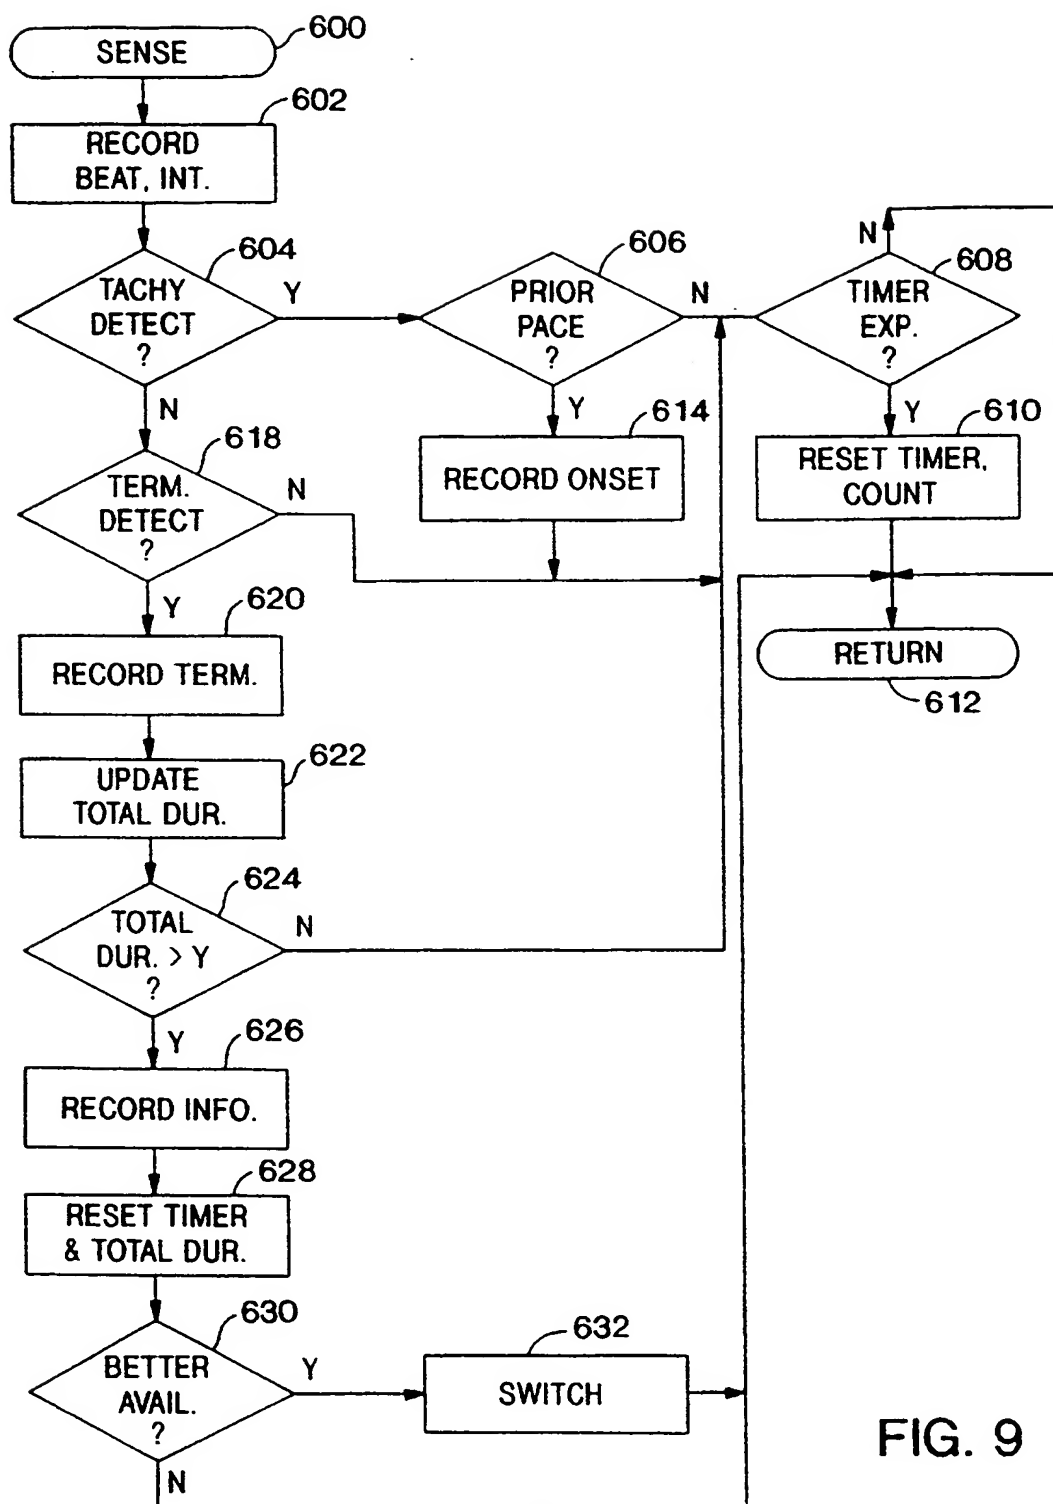 600
SENSE
602
RECORD
BEAT, INT.
604
TACHY
DETECT
?
Y
N
606
PRIOR
PACE
?
N
Y
608
TIMER
EXP.
?
N
Y
614
RECORD ONSET
610
RESET TIMER,
COUNT
618
TERM.
DETECT
?
N
Y
620
RECORD TERM.
RETURN
612
622
UPDATE
TOTAL DUR.
624
TOTAL
DUR. > Y
?
N
Y
626
RECORD INFO.
628
RESET TIMER
& TOTAL DUR.
630
BETTER
AVAIL.
?
Y
N
632
SWITCH
FIG. 9